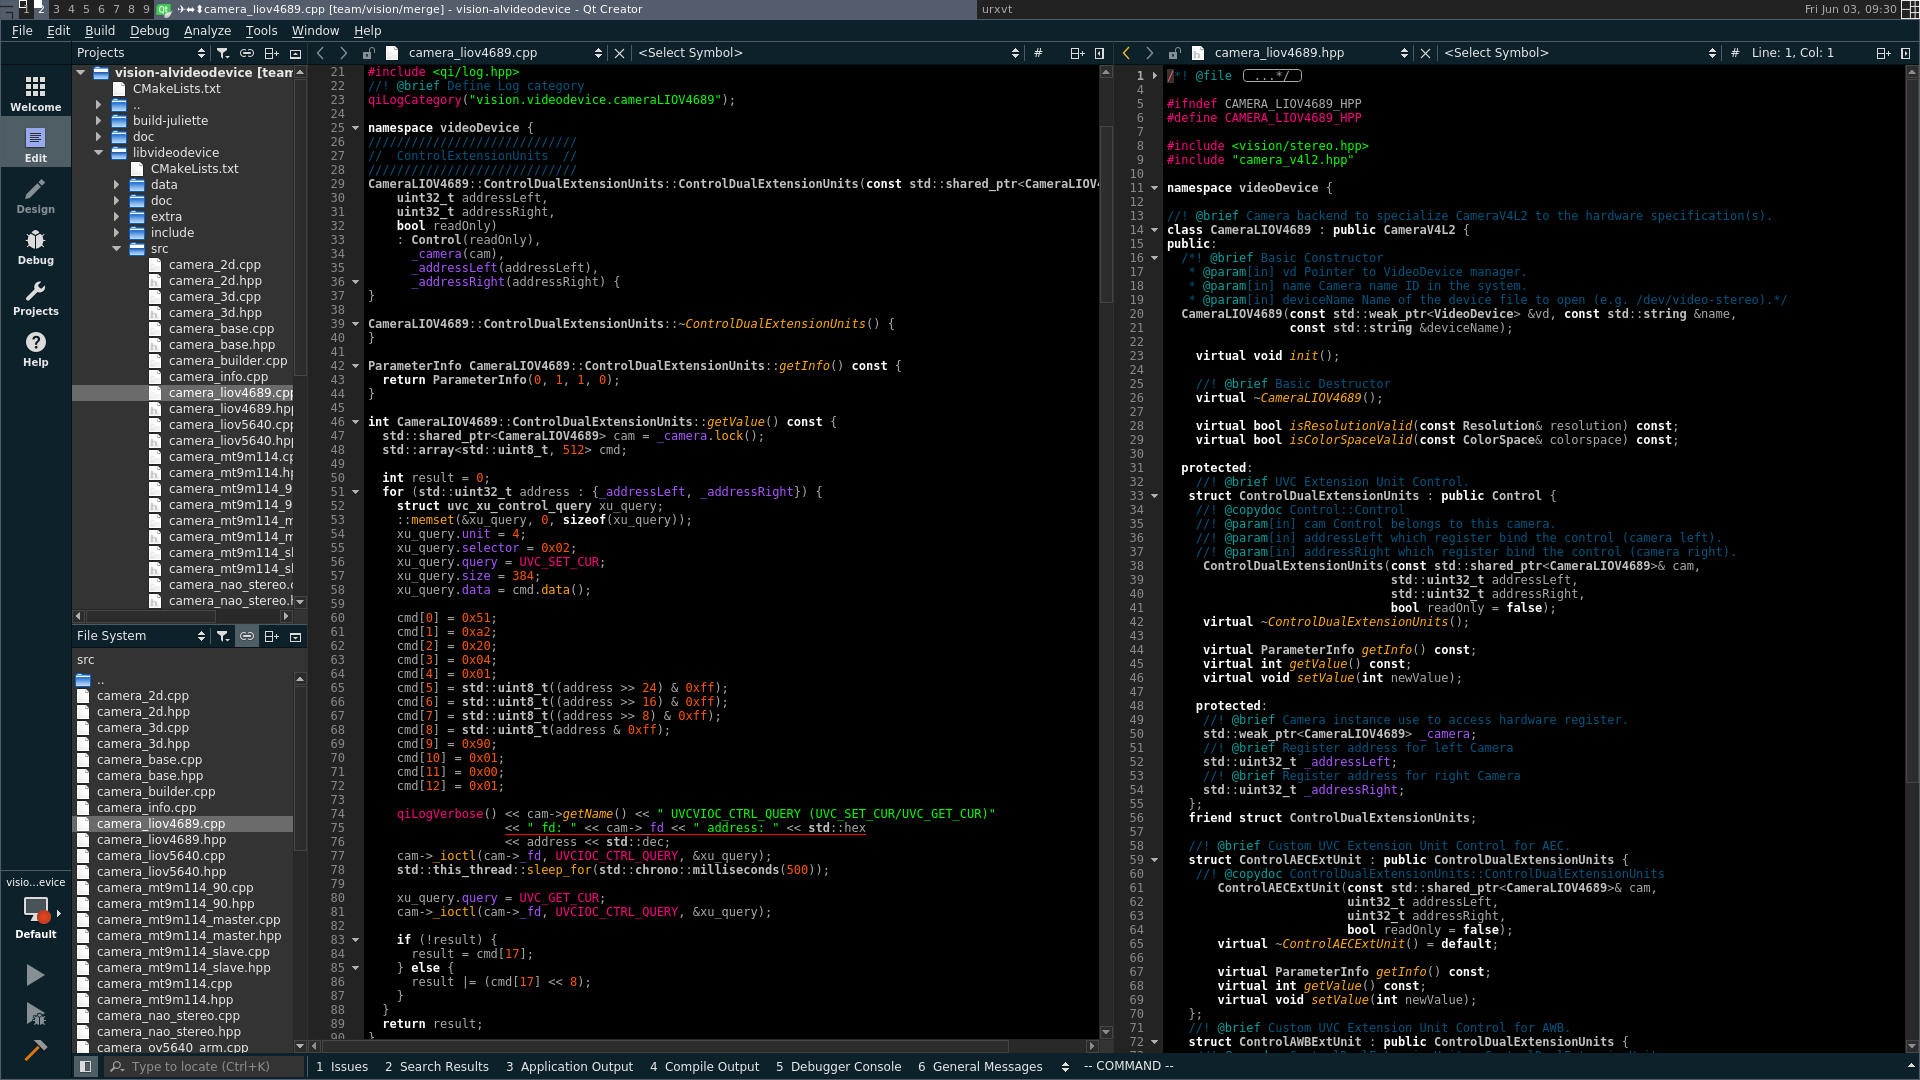 1 2 3 4 5 6 7 8 9 camera_liov4689.cpp [team/vision/merge] - vision-alvideodevice - Qt Creator
urxvt
Fri Jun 03, 09:30
File Edit Build Debug Analyze Tools Window Help
Projects
camera_liov4689.cpp
<Select Symbol>
#
camera_liov4689.hpp
<Select Symbol>
# Line: 1, Col: 1
Welcome
Edit
Design
Debug
Projects
Help
visio...evice
Default
vision-alvideodevice [team
CMakeLists.txt
..
build-juliette
doc
libvideodevice
CMakeLists.txt
data
doc
extra
include
src
camera_2d.cpp
camera_2d.hpp
camera_3d.cpp
camera_3d.hpp
camera_base.cpp
camera_base.hpp
camera_builder.cpp
camera_info.cpp
camera_liov4689.cpp
camera_liov4689.hpp
camera_liov5640.cpp
camera_liov5640.hpp
camera_mt9m114.cp
camera_mt9m114.hp
camera_mt9m114_9
camera_mt9m114_9
camera_mt9m114_m
camera_mt9m114_m
camera_mt9m114_sl
camera_mt9m114_sl
camera_nao_stereo.c
camera_nao_stereo.h
File System
src
..
camera_2d.cpp
camera_2d.hpp
camera_3d.cpp
camera_3d.hpp
camera_base.cpp
camera_base.hpp
camera_builder.cpp
camera_info.cpp
camera_liov4689.cpp
camera_liov4689.hpp
camera_liov5640.cpp
camera_liov5640.hpp
camera_mt9m114_90.cpp
camera_mt9m114_90.hpp
camera_mt9m114_master.cpp
camera_mt9m114_master.hpp
camera_mt9m114_slave.cpp
camera_mt9m114_slave.hpp
camera_mt9m114.cpp
camera_mt9m114.hpp
camera_nao_stereo.cpp
camera_nao_stereo.hpp
camera_ov5640_arm.cpp
21 #include <qi/log.hpp>
22 //! @brief Define Log category
23 qiLogCategory("vision.videodevice.cameraLIOV4689");
24
25 namespace videoDevice {
26 /////////////////////////////
27 //  ControlExtensionUnits  //
28 /////////////////////////////
29 CameraLIOV4689::ControlDualExtensionUnits::ControlDualExtensionUnits(const std::shared_ptr<CameraLIOV4
30     uint32_t addressLeft,
31     uint32_t addressRight,
32     bool readOnly)
33     : Control(readOnly),
34       _camera(cam),
35       _addressLeft(addressLeft),
36       _addressRight(addressRight) {
37 }
38
39 CameraLIOV4689::ControlDualExtensionUnits::~ControlDualExtensionUnits() {
40 }
41
42 ParameterInfo CameraLIOV4689::ControlDualExtensionUnits::getInfo() const {
43   return ParameterInfo(0, 1, 1, 0);
44 }
45
46 int CameraLIOV4689::ControlDualExtensionUnits::getValue() const {
47   std::shared_ptr<CameraLIOV4689> cam = _camera.lock();
48   std::array<std::uint8_t, 512> cmd;
49
50   int result = 0;
51   for (std::uint32_t address : {_addressLeft, _addressRight}) {
52     struct uvc_xu_control_query xu_query;
53     ::memset(&xu_query, 0, sizeof(xu_query));
54     xu_query.unit = 4;
55     xu_query.selector = 0x02;
56     xu_query.query = UVC_SET_CUR;
57     xu_query.size = 384;
58     xu_query.data = cmd.data();
59
60     cmd[0] = 0x51;
61     cmd[1] = 0xa2;
62     cmd[2] = 0x20;
63     cmd[3] = 0x04;
64     cmd[4] = 0x01;
65     cmd[5] = std::uint8_t((address >> 24) & 0xff);
66     cmd[6] = std::uint8_t((address >> 16) & 0xff);
67     cmd[7] = std::uint8_t((address >> 8) & 0xff);
68     cmd[8] = std::uint8_t(address & 0xff);
69     cmd[9] = 0x90;
70     cmd[10] = 0x01;
71     cmd[11] = 0x00;
72     cmd[12] = 0x01;
73
74     qiLogVerbose() << cam->getName() << " UVCVIOC_CTRL_QUERY (UVC_SET_CUR/UVC_GET_CUR)"
75                    << " fd: " << cam->_fd << " address: " << std::hex
76                    << address << std::dec;
77     cam->_ioctl(cam->_fd, UVCIOC_CTRL_QUERY, &xu_query);
78     std::this_thread::sleep_for(std::chrono::milliseconds(500));
79
80     xu_query.query = UVC_GET_CUR;
81     cam->_ioctl(cam->_fd, UVCIOC_CTRL_QUERY, &xu_query);
82
83     if (!result) {
84       result = cmd[17];
85     } else {
86       result |= (cmd[17] << 8);
87     }
88   }
89   return result;
90 }
1 /*! @file  ...*/
4
5 #ifndef CAMERA_LIOV4689_HPP
6 #define CAMERA_LIOV4689_HPP
7
8 #include <vision/stereo.hpp>
9 #include "camera_v4l2.hpp"
10
11 namespace videoDevice {
12
13 //! @brief Camera backend to specialize CameraV4L2 to the hardware specification(s).
14 class CameraLIOV4689 : public CameraV4L2 {
15 public:
16   /*! @brief Basic Constructor
17    * @param[in] vd Pointer to VideoDevice manager.
18    * @param[in] name Camera name ID in the system.
19    * @param[in] deviceName Name of the device file to open (e.g. /dev/video-stereo).*/
20   CameraLIOV4689(const std::weak_ptr<VideoDevice> &vd, const std::string &name,
21                  const std::string &deviceName);
22
23     virtual void init();
24
25     //! @brief Basic Destructor
26     virtual ~CameraLIOV4689();
27
28     virtual bool isResolutionValid(const Resolution& resolution) const;
29     virtual bool isColorSpaceValid(const ColorSpace& colorspace) const;
30
31   protected:
32     //! @brief UVC Extension Unit Control.
33    struct ControlDualExtensionUnits : public Control {
34     //! @copydoc Control::Control
35     //! @param[in] cam Control belongs to this camera.
36     //! @param[in] addressLeft which register bind the control (camera left).
37     //! @param[in] addressRight which register bind the control (camera right).
38      ControlDualExtensionUnits(const std::shared_ptr<CameraLIOV4689>& cam,
39                                std::uint32_t addressLeft,
40                                std::uint32_t addressRight,
41                                bool readOnly = false);
42      virtual ~ControlDualExtensionUnits();
43
44     virtual ParameterInfo getInfo() const;
45     virtual int getValue() const;
46     virtual void setValue(int newValue);
47
48     protected:
49      //! @brief Camera instance use to access hardware register.
50      std::weak_ptr<CameraLIOV4689> _camera;
51      //! @brief Register address for left Camera
52      std::uint32_t _addressLeft;
53      //! @brief Register address for right Camera
54      std::uint32_t _addressRight;
55    };
56    friend struct ControlDualExtensionUnits;
57
58    //! @brief Custom UVC Extension Unit Control for AEC.
59    struct ControlAECExtUnit : public ControlDualExtensionUnits {
60     //! @copydoc ControlDualExtensionUnits::ControlDualExtensionUnits
61        ControlAECExtUnit(const std::shared_ptr<CameraLIOV4689>& cam,
62                          uint32_t addressLeft,
63                          uint32_t addressRight,
64                          bool readOnly = false);
65        virtual ~ControlAECExtUnit() = default;
66
67        virtual ParameterInfo getInfo() const;
68        virtual int getValue() const;
69        virtual void setValue(int newValue);
70    };
71    //! @brief Custom UVC Extension Unit Control for AWB.
72    struct ControlAWBExtUnit : public ControlDualExtensionUnits {
Type to locate (Ctrl+K)
1 Issues 2 Search Results 3 Application Output 4 Compile Output 5 Debugger Console 6 General Messages
-- COMMAND --